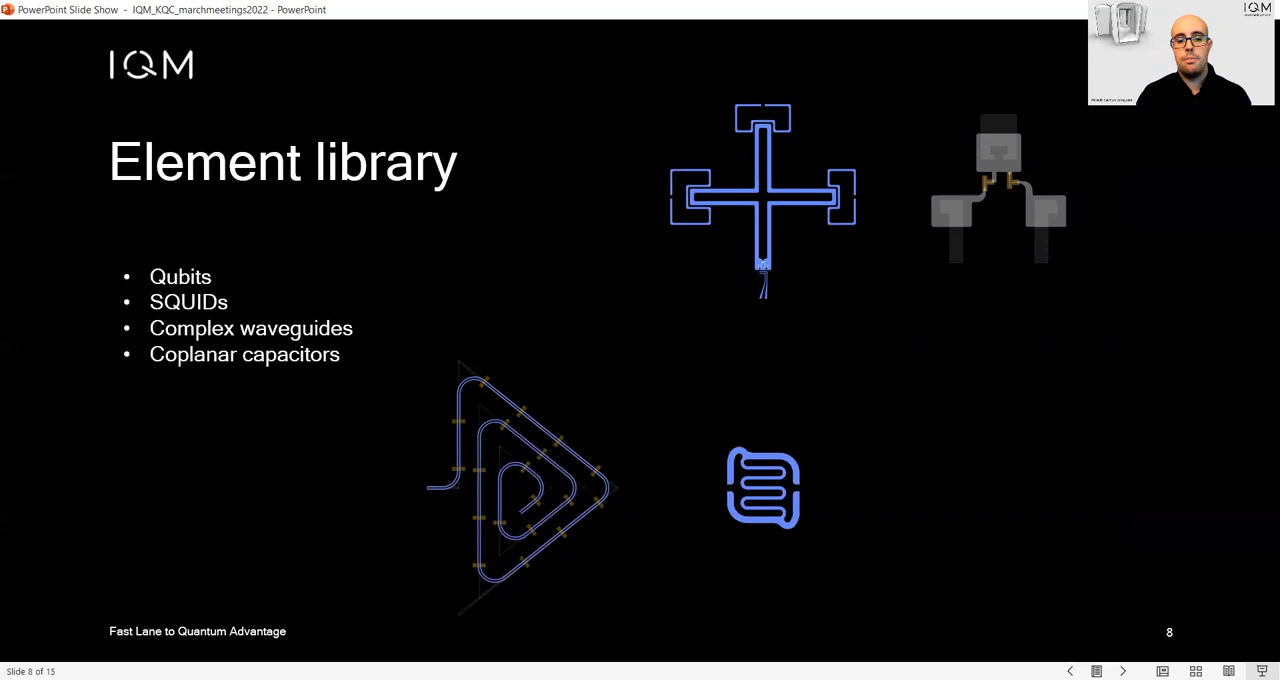 PowerPoint Slide Show - IQM_KQC_marchmeetings2022 - PowerPoint
IQM
IQM
Element library
• Qubits
• SQUIDs
• Complex waveguides
• Coplanar capacitors
Fast Lane to Quantum Advantage
8
Slide 8 of 15